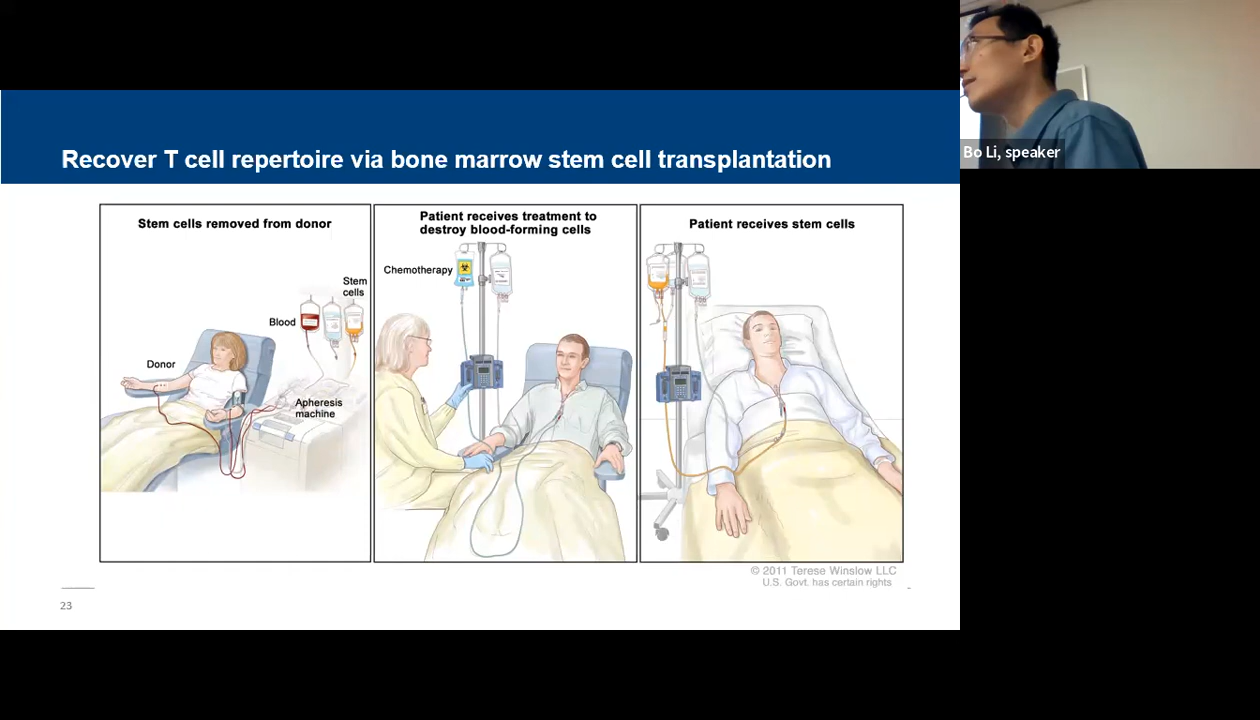 Recover T cell repertoire via bone marrow stem cell transplantation
Stem cells removed from donor
Stem
cells
Blood
Donor
Apheresis
machine
Patient receives treatment to
destroy blood-forming cells
Chemotherapy
Patient receives stem cells
© 2011 Terese Winslow LLC
U.S. Govt. has certain rights
23
Bo Li, speaker